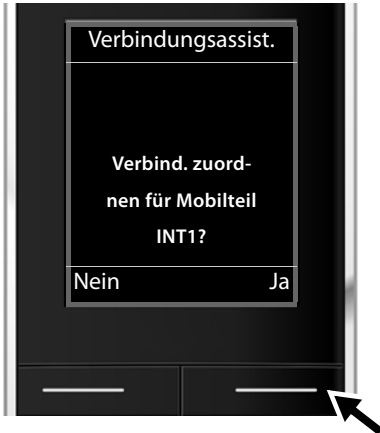 Verbindungsassist.
Verbind. zuord-
nen für Mobilteil
INT1?
Nein Ja